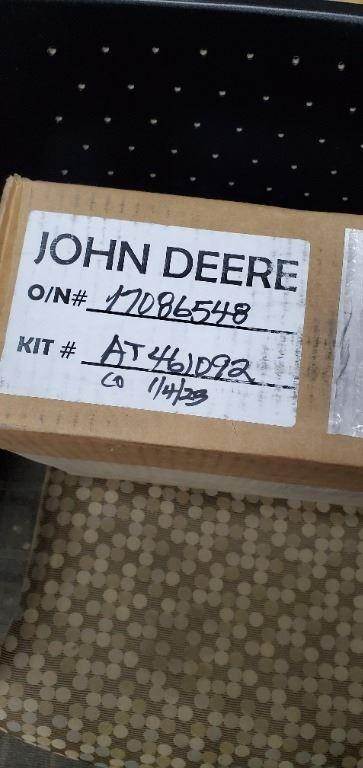 JOHN DEERE
O/N# 17086548
KIT # AT461092
CO 1/4/23